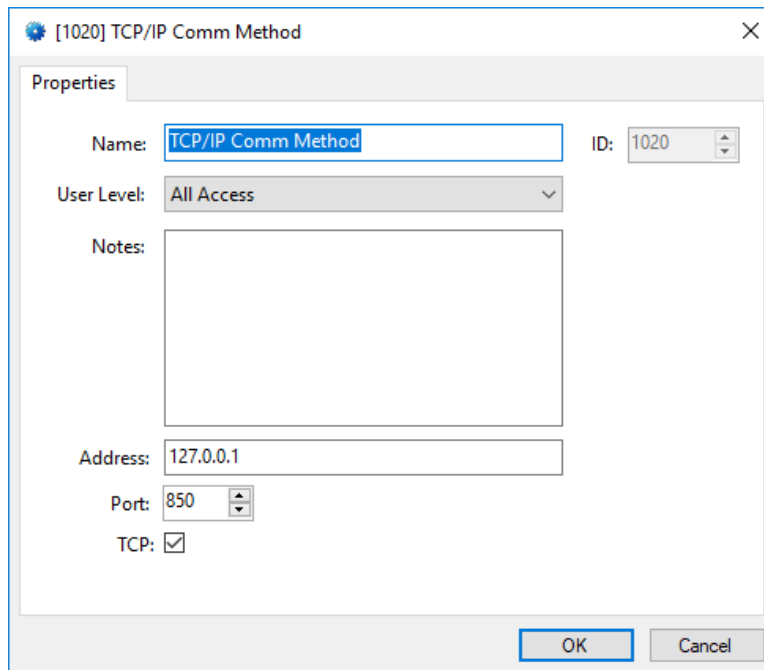 [1020] TCP/IP Comm Method
Properties
Name: TCP/IP Comm Method ID: 1020
User Level: All Access
Notes:
Address: 127.0.0.1
Port: 850
TCP:
OK Cancel